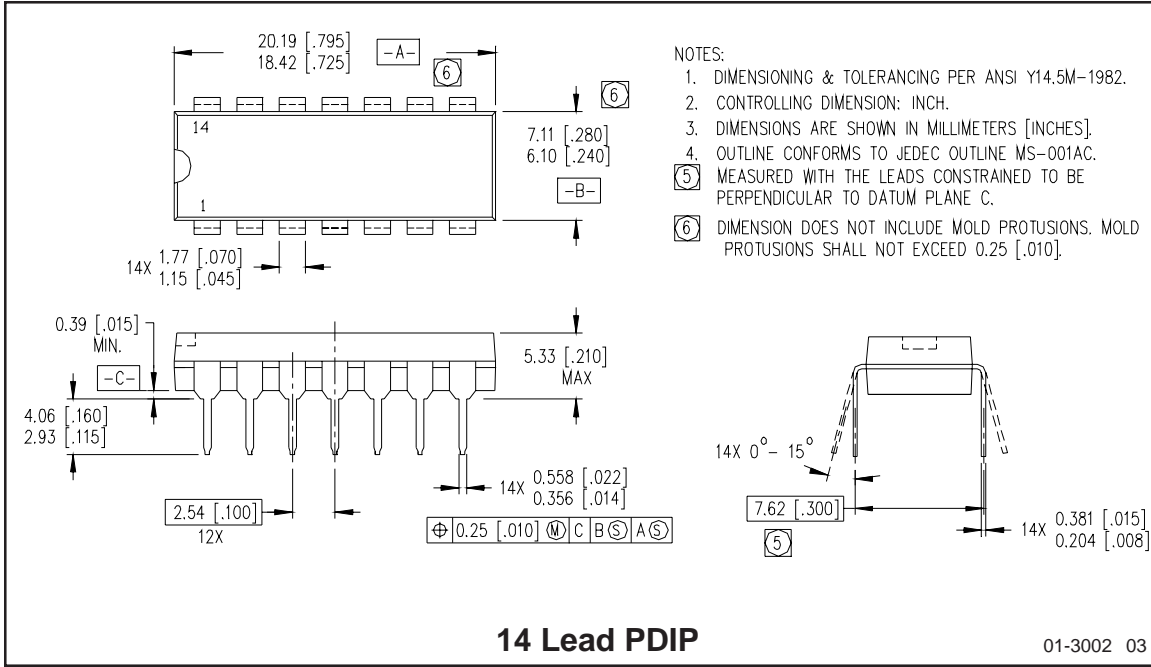 20.19 [.795]
18.42 [.725]
-A-
6
6
14
1
7.11 [.280]
6.10 [.240]
-B-
14X 1.77 [.070]
1.15 [.045]
NOTES:
1. DIMENSIONING & TOLERANCING PER ANSI Y14.5M-1982.
2. CONTROLLING DIMENSION: INCH.
3. DIMENSIONS ARE SHOWN IN MILLIMETERS [INCHES].
4. OUTLINE CONFORMS TO JEDEC OUTLINE MS-001AC.
5 MEASURED WITH THE LEADS CONSTRAINED TO BE
PERPENDICULAR TO DATUM PLANE C.
6 DIMENSION DOES NOT INCLUDE MOLD PROTUSIONS. MOLD
PROTUSIONS SHALL NOT EXCEED 0.25 [.010].
0.39 [.015]
MIN.
-C-
4.06 [.160]
2.93 [.115]
5.33 [.210]
MAX
2.54 [.100]
12X
14X 0.558 [.022]
0.356 [.014]
⌖ 0.25 [.010] Ⓜ C B Ⓢ A Ⓢ
14X 0°- 15°
7.62 [.300]
5
14X 0.381 [.015]
0.204 [.008]
14 Lead PDIP
01-3002 03